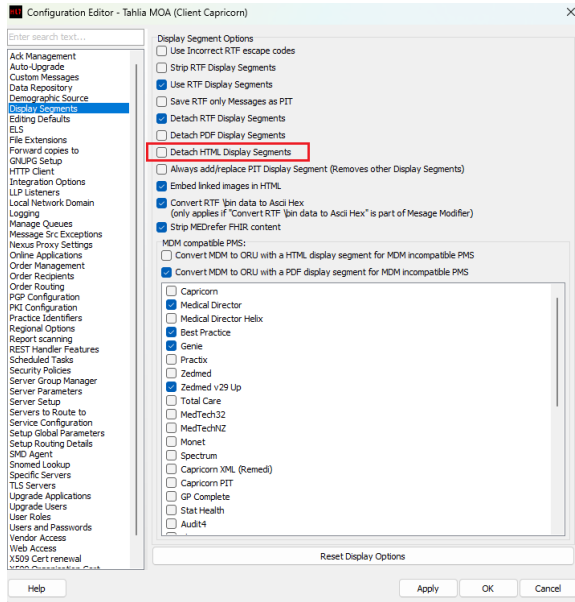 Configuration Editor - Tahlia MOA (Client Capricorn)
Enter search text...
Ack Management
Auto-Upgrade
Custom Messages
Data Repository
Demographic Source
Display Segments
Editing Defaults
ELS
File Extensions
Forward copies to
GNUPG Setup
HTTP Client
Integration Options
LLP Listeners
Local Network Domain
Logging
Manage Queues
Message Src Exceptions
Nexus Proxy Settings
Online Applications
Order Management
Order Recipients
Order Routing
PGP Configuration
PKI Configuration
Practice Identifiers
Regional Options
Report scanning
REST Handler Features
Scheduled Tasks
Security Policies
Server Group Manager
Server Parameters
Server Setup
Servers to Route to
Service Configuration
Setup Global Parameters
Setup Routing Details
SMD Agent
Snomed Lookup
Specific Servers
TLS Servers
Upgrade Applications
Upgrade Users
User Roles
Users and Passwords
Vendor Access
Web Access
X509 Cert renewal
Display Segment Options
Use Incorrect RTF escape codes
Strip RTF Display Segments
Use RTF Display Segments
Save RTF only Messages as PIT
Detach RTF Display Segments
Detach PDF Display Segments
Detach HTML Display Segments
Always add/replace PIT Display Segment (Removes other Display Segments)
Embed linked images in HTML
Convert RTF \bin data to Ascii Hex
(only applies if "Convert RTF \bin data to Ascii Hex" is part of Mesage Modifier)
Strip MEDrefer FHIR content
MDM compatible PMS:
Convert MDM to ORU with a HTML display segment for MDM incompatible PMS
Convert MDM to ORU with a PDF display segment for MDM incompatible PMS
Capricorn
Medical Director
Medical Director Helix
Best Practice
Genie
Practix
Zedmed
Zedmed v29 Up
Total Care
MedTech32
MedTechNZ
Monet
Spectrum
Capricorn XML (Remedi)
Capricorn PIT
GP Complete
Stat Health
Audit4
Reset Display Options
Help
Apply
OK
Cancel